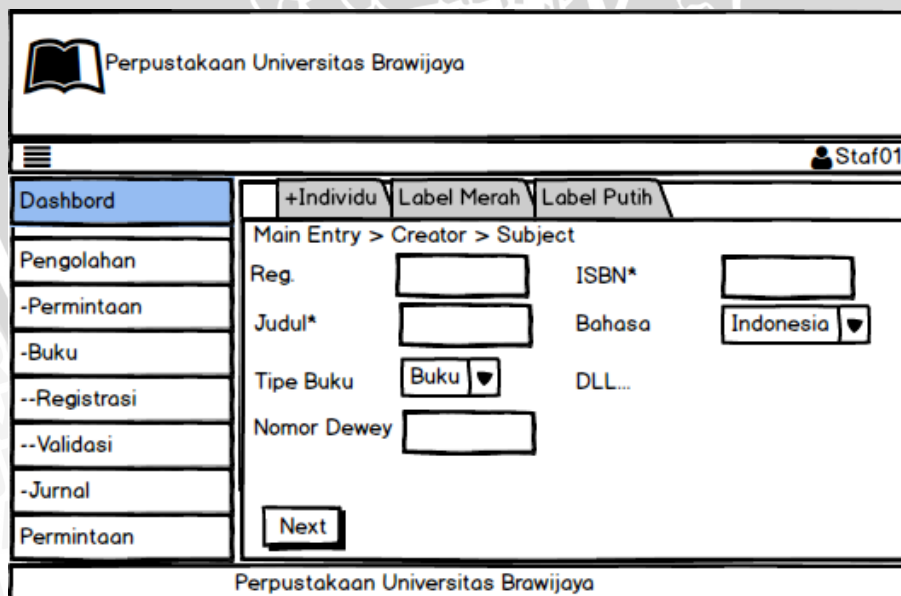 Perpustakaan Universitas Brawijaya
Staf01
Dashbord
Pengolahan
-Permintaan
-Buku
--Registrasi
--Validasi
-Jurnal
Permintaan
+Individu Label Merah Label Putih
Main Entry > Creator > Subject
Reg. ISBN*
Judul* Bahasa Indonesia
Tipe Buku Buku DLL...
Nomor Dewey
Next
Perpustakaan Universitas Brawijaya